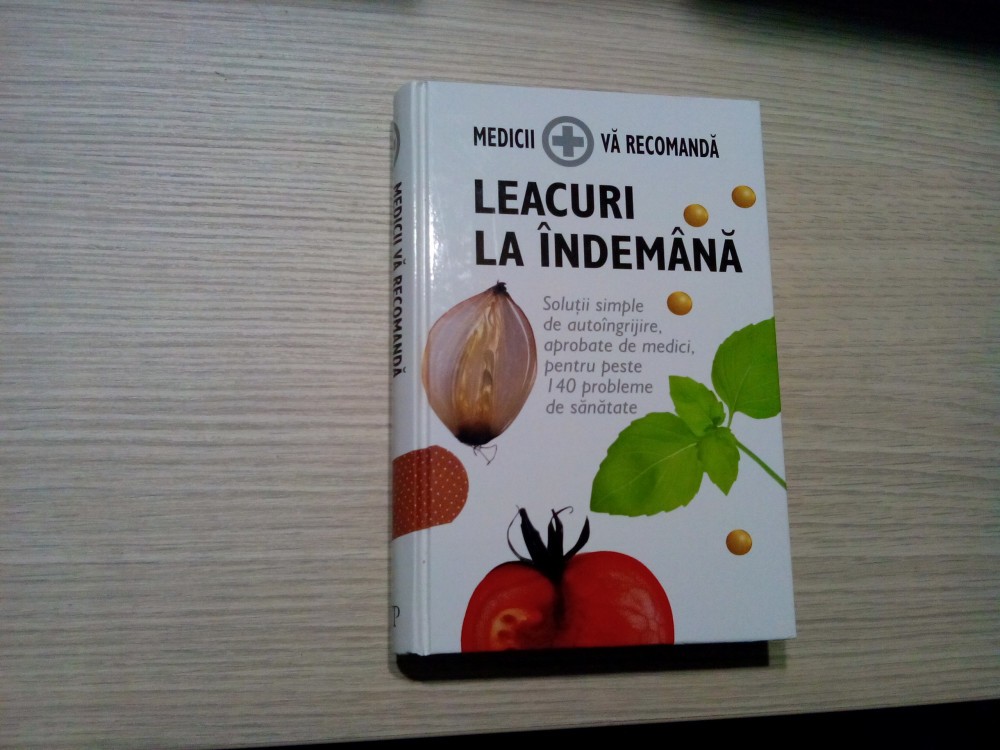 MEDICII VĂ RECOMANDĂ
LEACURI
LA ÎNDEMÂNĂ
Soluții simple
de autoîngrijire,
aprobate de medici,
pentru peste
140 probleme
de sănătate
MEDICII VĂ RECOMANDĂ
P